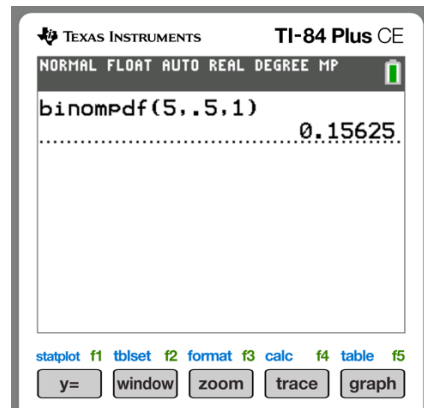 TEXAS INSTRUMENTS TI-84 Plus CE
NORMAL FLOAT AUTO REAL DEGREE MP
binompdf(5,.5,1)
0.15625
statplot f1 tblset f2 format f3 calc f4 table f5
y= window zoom trace graph